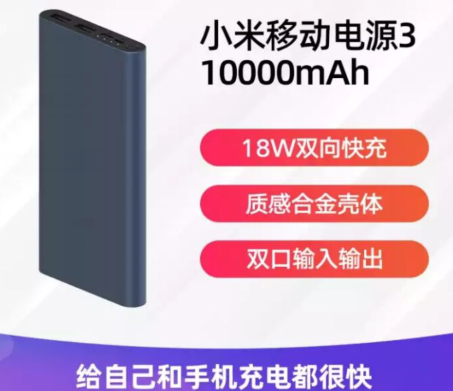 小米移动电源3
10000mAh
18W双向快充
质感合金壳体
双口输入输出
给自己和手机充电都很快